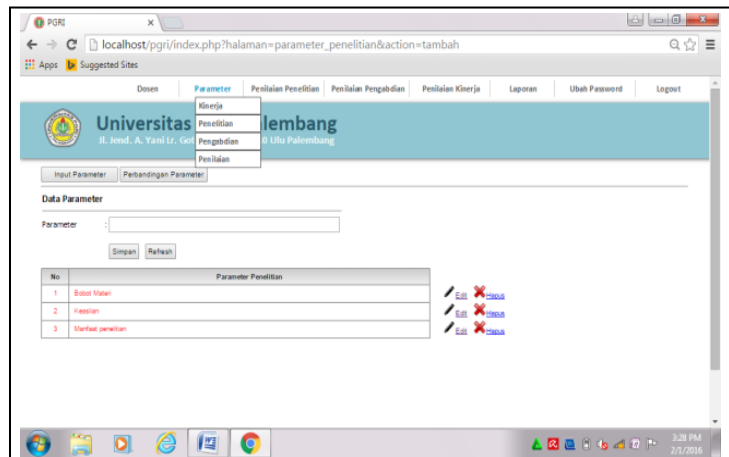 PGRI
localhost/pgri/index.php?halaman=parameter_penelitian&action=tambah
Apps Suggested Sites
Dosen Parameter Penilaian Penelitian Penilaian Pengabdian Penilaian Kinerja Laporan Ubah Password Logout
Kinerja
Penelitian
Pengabdian
Penilaian
Universitas lembang
Jl. Jend. A. Yani Lr. Got 0 Ulu Palembang
Input Parameter Perbandingan Parameter
Data Parameter
Parameter :
Simpan Refresh
No Parameter Penelitian
1 Bobot Materi Edit Hapus
2 Keaslian Edit Hapus
3 Manfaat penelitian Edit Hapus
3:28 PM
2/1/2016